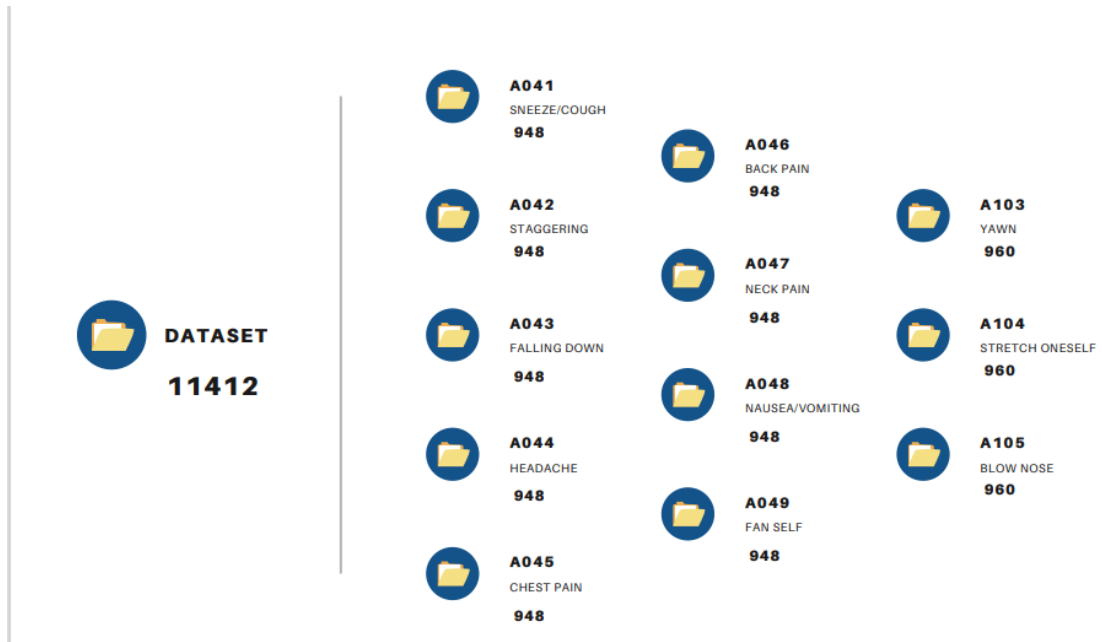 DATASET
11412
A041
SNEEZE/COUGH
948
A042
STAGGERING
948
A043
FALLING DOWN
948
A044
HEADACHE
948
A045
CHEST PAIN
948
A046
BACK PAIN
948
A047
NECK PAIN
948
A048
NAUSEA/VOMITING
948
A049
FAN SELF
948
A103
YAWN
960
A104
STRETCH ONESELF
960
A105
BLOW NOSE
960